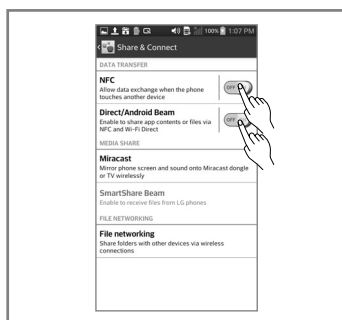 100% 1:07 PM
Share & Connect
DATA TRANSFER
NFC
Allow data exchange when the phone
touches another device
OFF
Direct/Android Beam
Enable to share app contents or files via
NFC and Wi-Fi Direct
OFF
MEDIA SHARE
Miracast
Mirror phone screen and sound onto Miracast dongle
or TV wirelessly
SmartShare Beam
Enable to receive files from LG phones
FILE NETWORKING
File networking
Share folders with other devices via wireless
connections